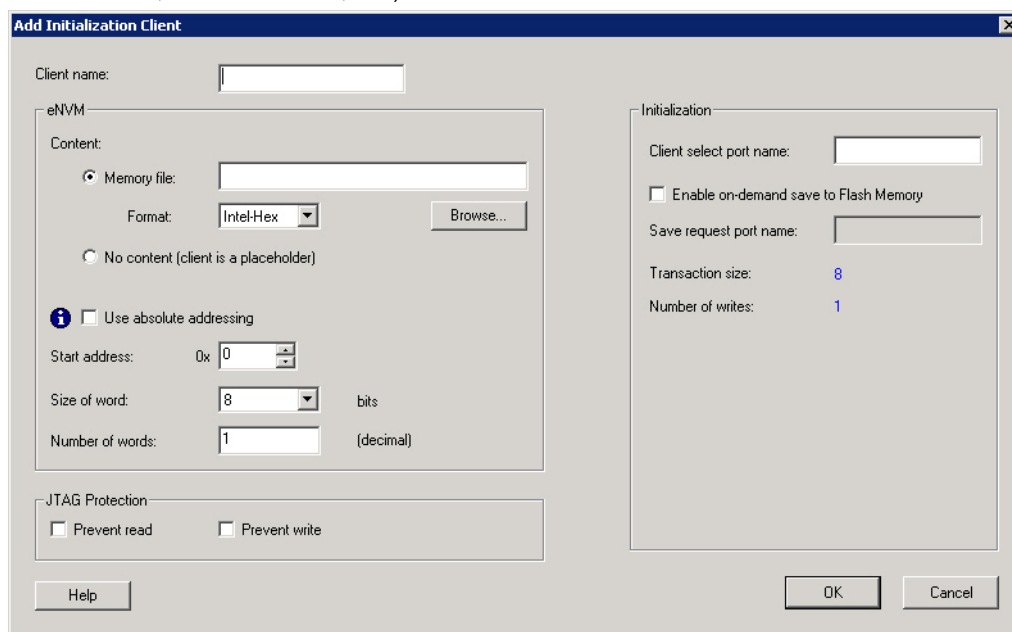 Add Initialization Client
Client name:
eNVM
Content:
Memory file:
Format: Intel-Hex Browse...
No content (client is a placeholder)
Use absolute addressing
Start address: 0x 0
Size of word: 8 bits
Number of words: 1 (decimal)
JTAG Protection
Prevent read Prevent write
Help
Initialization
Client select port name:
Enable on-demand save to Flash Memory
Save request port name:
Transaction size: 8
Number of writes: 1
OK Cancel